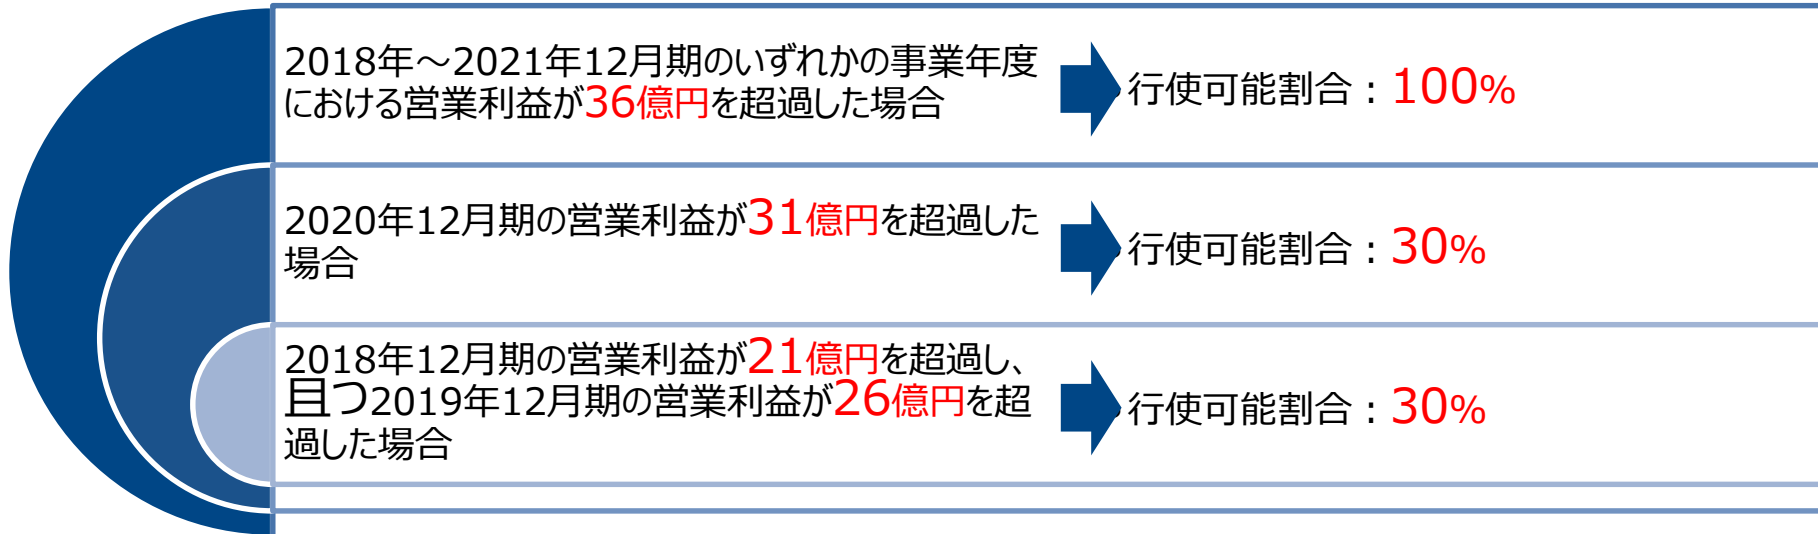 2018年～2021年12月期のいずれかの事業年度
における営業利益が36億円を超過した場合
行使可能割合：100%
2020年12月期の営業利益が31億円を超過した
場合
行使可能割合：30%
2018年12月期の営業利益が21億円を超過し、
且つ2019年12月期の営業利益が26億円を超
過した場合
行使可能割合：30%